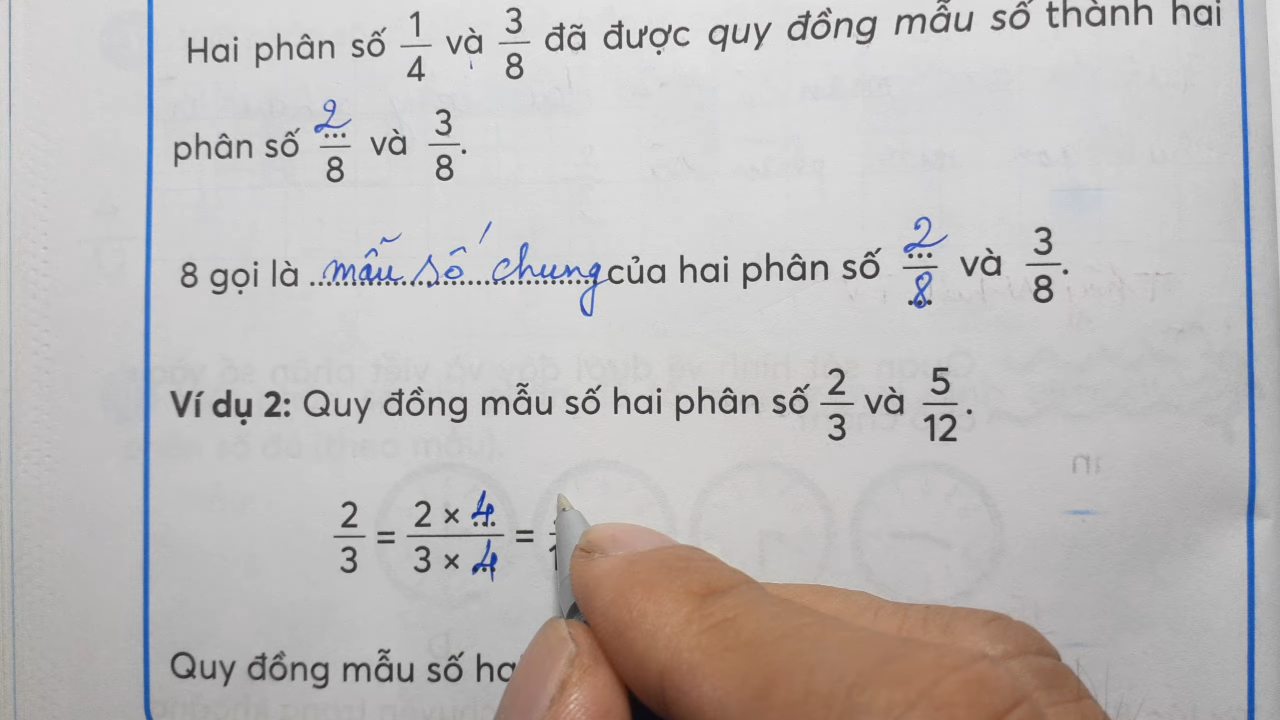 Hai phân số 1/4 và 3/8 đã được quy đồng mẫu số thành hai
phân số 2/8 và 3/8.
8 gọi là mẫu số chung của hai phân số 2/8 và 3/8.
Ví dụ 2: Quy đồng mẫu số hai phân số 2/3 và 5/12.
2/3 = 2 × 4/3 × 4 =
Quy đồng mẫu số